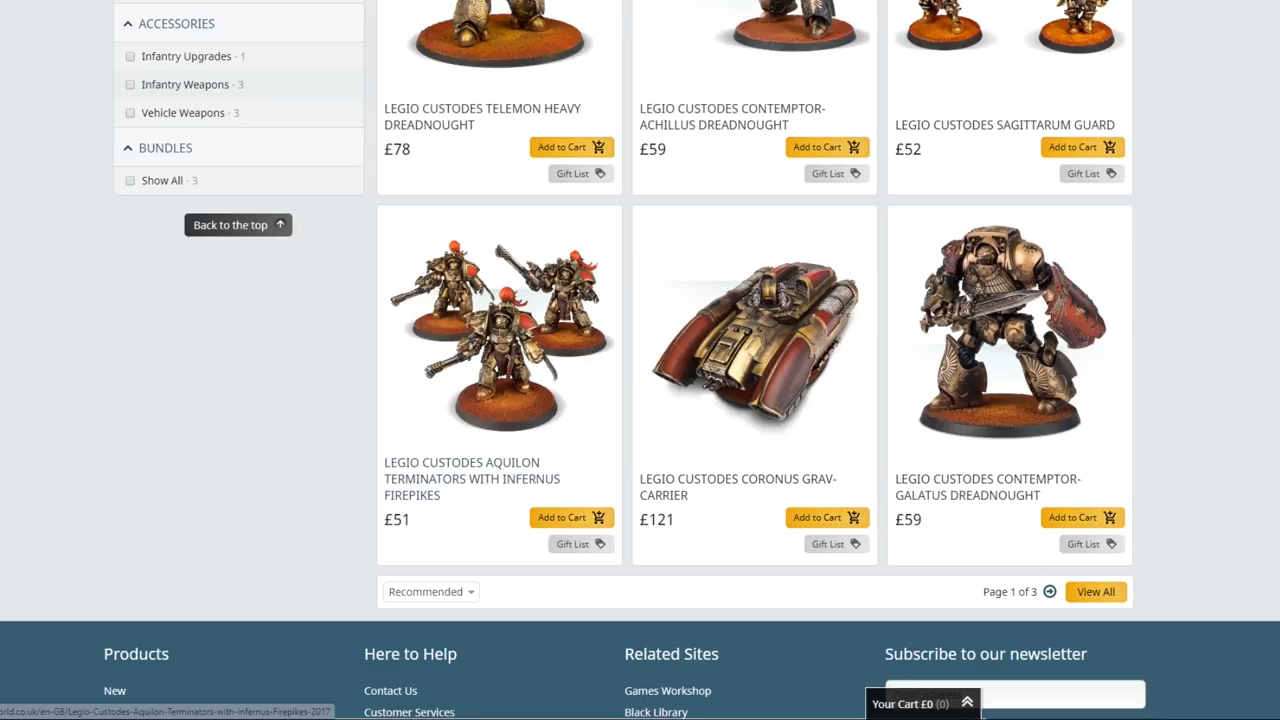 ACCESSORIES
Infantry Upgrades - 1
Infantry Weapons - 3
Vehicle Weapons - 3
BUNDLES
Show All - 3
Back to the top
LEGIO CUSTODES TELEMON HEAVY
DREADNOUGHT
£78
Add to Cart
Gift List
LEGIO CUSTODES CONTEMPTOR-
ACHILLUS DREADNOUGHT
£59
Add to Cart
Gift List
LEGIO CUSTODES SAGITTARUM GUARD
£52
Add to Cart
Gift List
LEGIO CUSTODES AQUILON
TERMINATORS WITH INFERNUS
FIREPIKES
£51
Add to Cart
Gift List
LEGIO CUSTODES CORONUS GRAV-
CARRIER
£121
Add to Cart
Gift List
LEGIO CUSTODES CONTEMPTOR-
GALATUS DREADNOUGHT
£59
Add to Cart
Gift List
Recommended
Page 1 of 3
View All
Products
New
Here to Help
Contact Us
Customer Services
Related Sites
Games Workshop
Black Library
Subscribe to our newsletter
Your Cart £0 (0)
orld.co.uk/en-GB/Legio-Custodes-Aquilon-Terminators-with-Infernus-Firepikes-2017